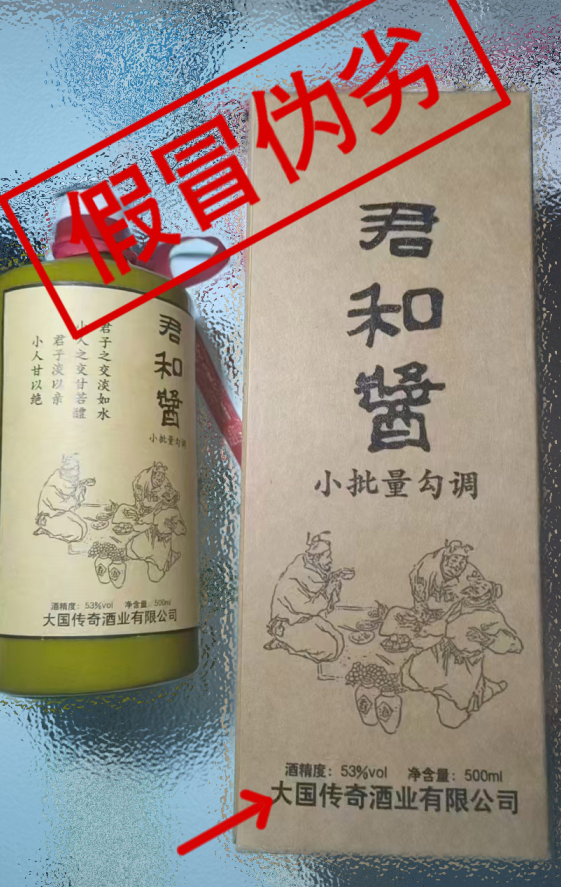 假冒伪劣
君和醬
小批量勾调
君子之交淡如水
小人之交甘若醴
君子淡以亲
小人甘以绝
酒精度：53%vol 净含量：500ml
大国传奇酒业有限公司
君和醬
小批量勾调
酒精度：53%vol 净含量：500ml
大国传奇酒业有限公司